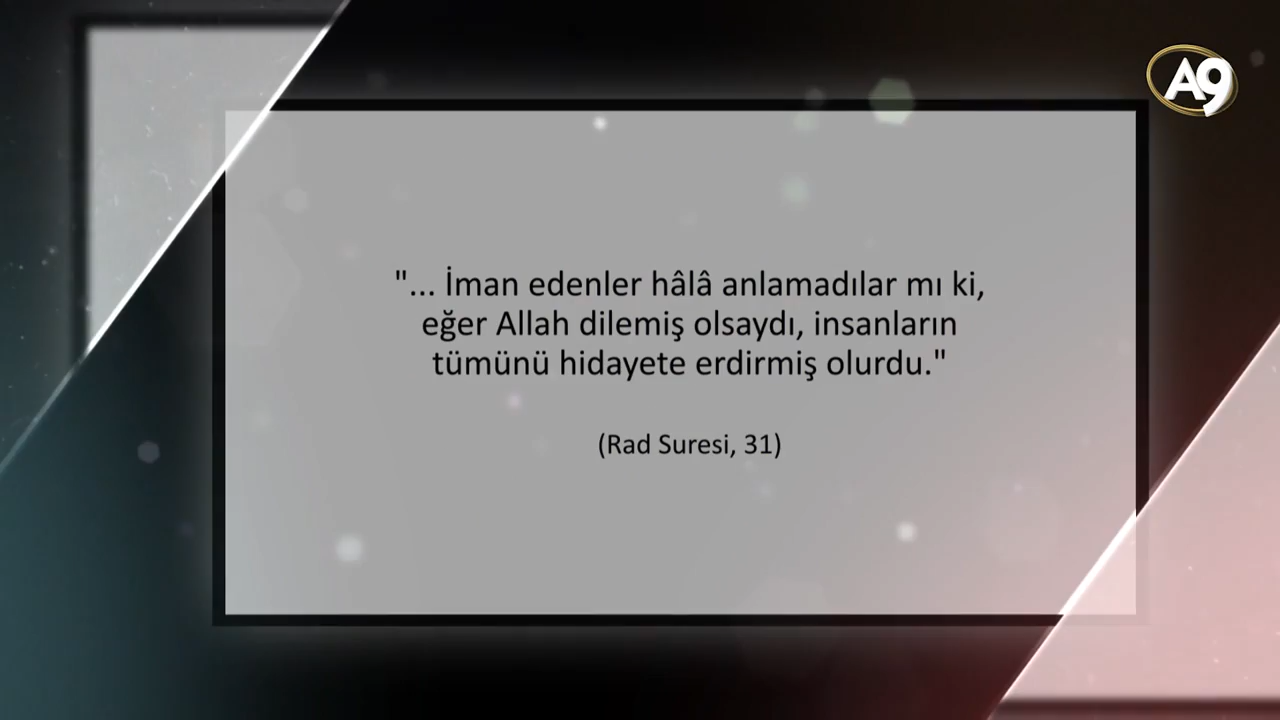 A9
"... İman edenler hâlâ anlamadılar mı ki,
eğer Allah dilemiş olsaydı, insanların
tümünü hidayete erdirmiş olurdu."
(Rad Suresi, 31)